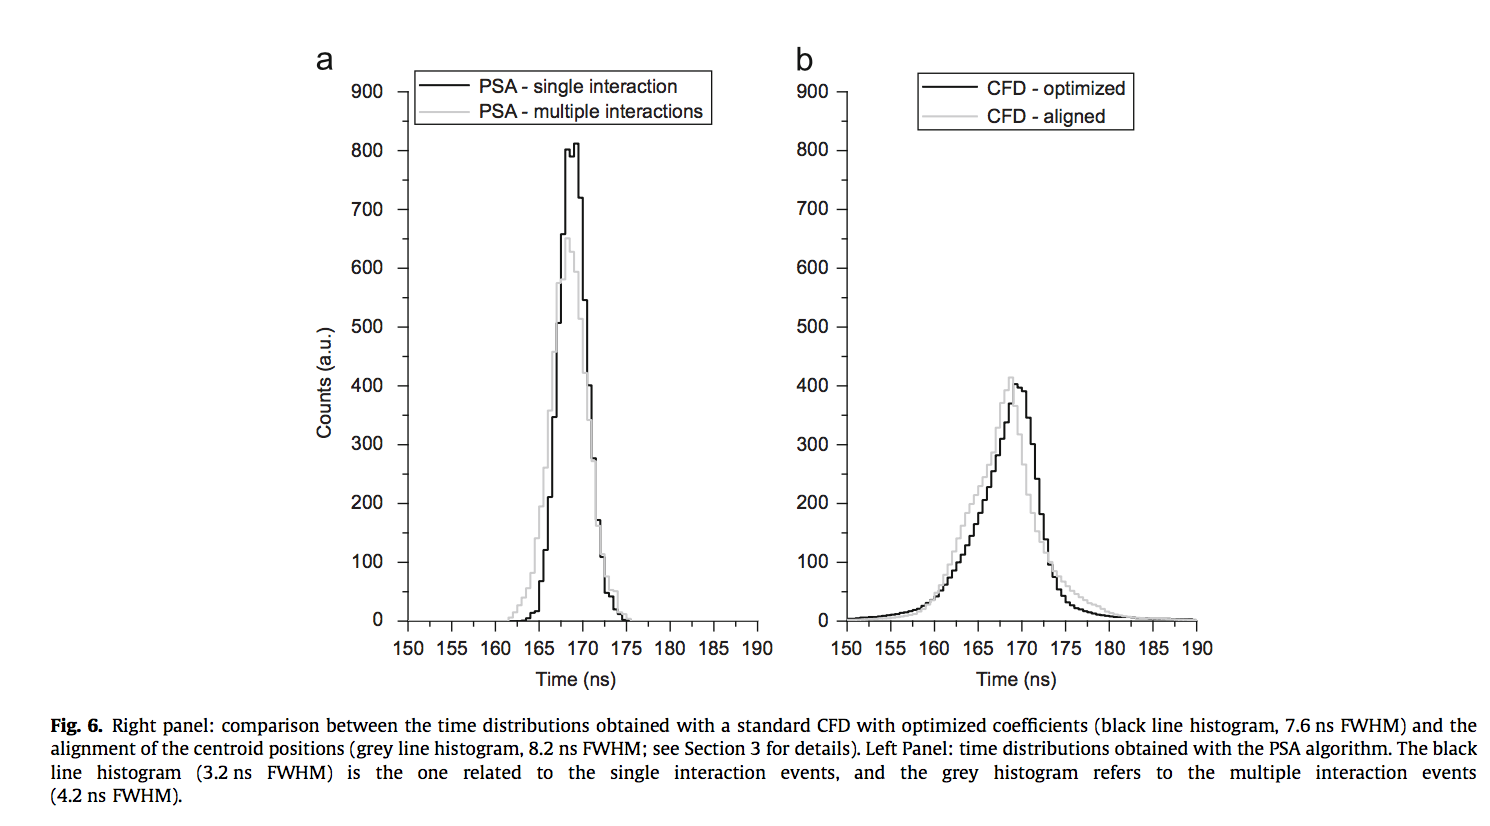 a
PSA - single interaction
PSA - multiple interactions
900
800
700
600
500
400
300
200
100
0
Counts (a.u.)
150 155 160 165 170 175 180 185 190
Time (ns)
b
CFD - optimized
CFD - aligned
900
800
700
600
500
400
300
200
100
0
150 155 160 165 170 175 180 185 190
Time (ns)
Fig. 6. Right panel: comparison between the time distributions obtained with a standard CFD with optimized coefficients (black line histogram, 7.6 ns FWHM) and the
alignment of the centroid positions (grey line histogram, 8.2 ns FWHM; see Section 3 for details). Left Panel: time distributions obtained with the PSA algorithm. The black
line histogram (3.2 ns FWHM) is the one related to the single interaction events, and the grey histogram refers to the multiple interaction events
(4.2 ns FWHM).